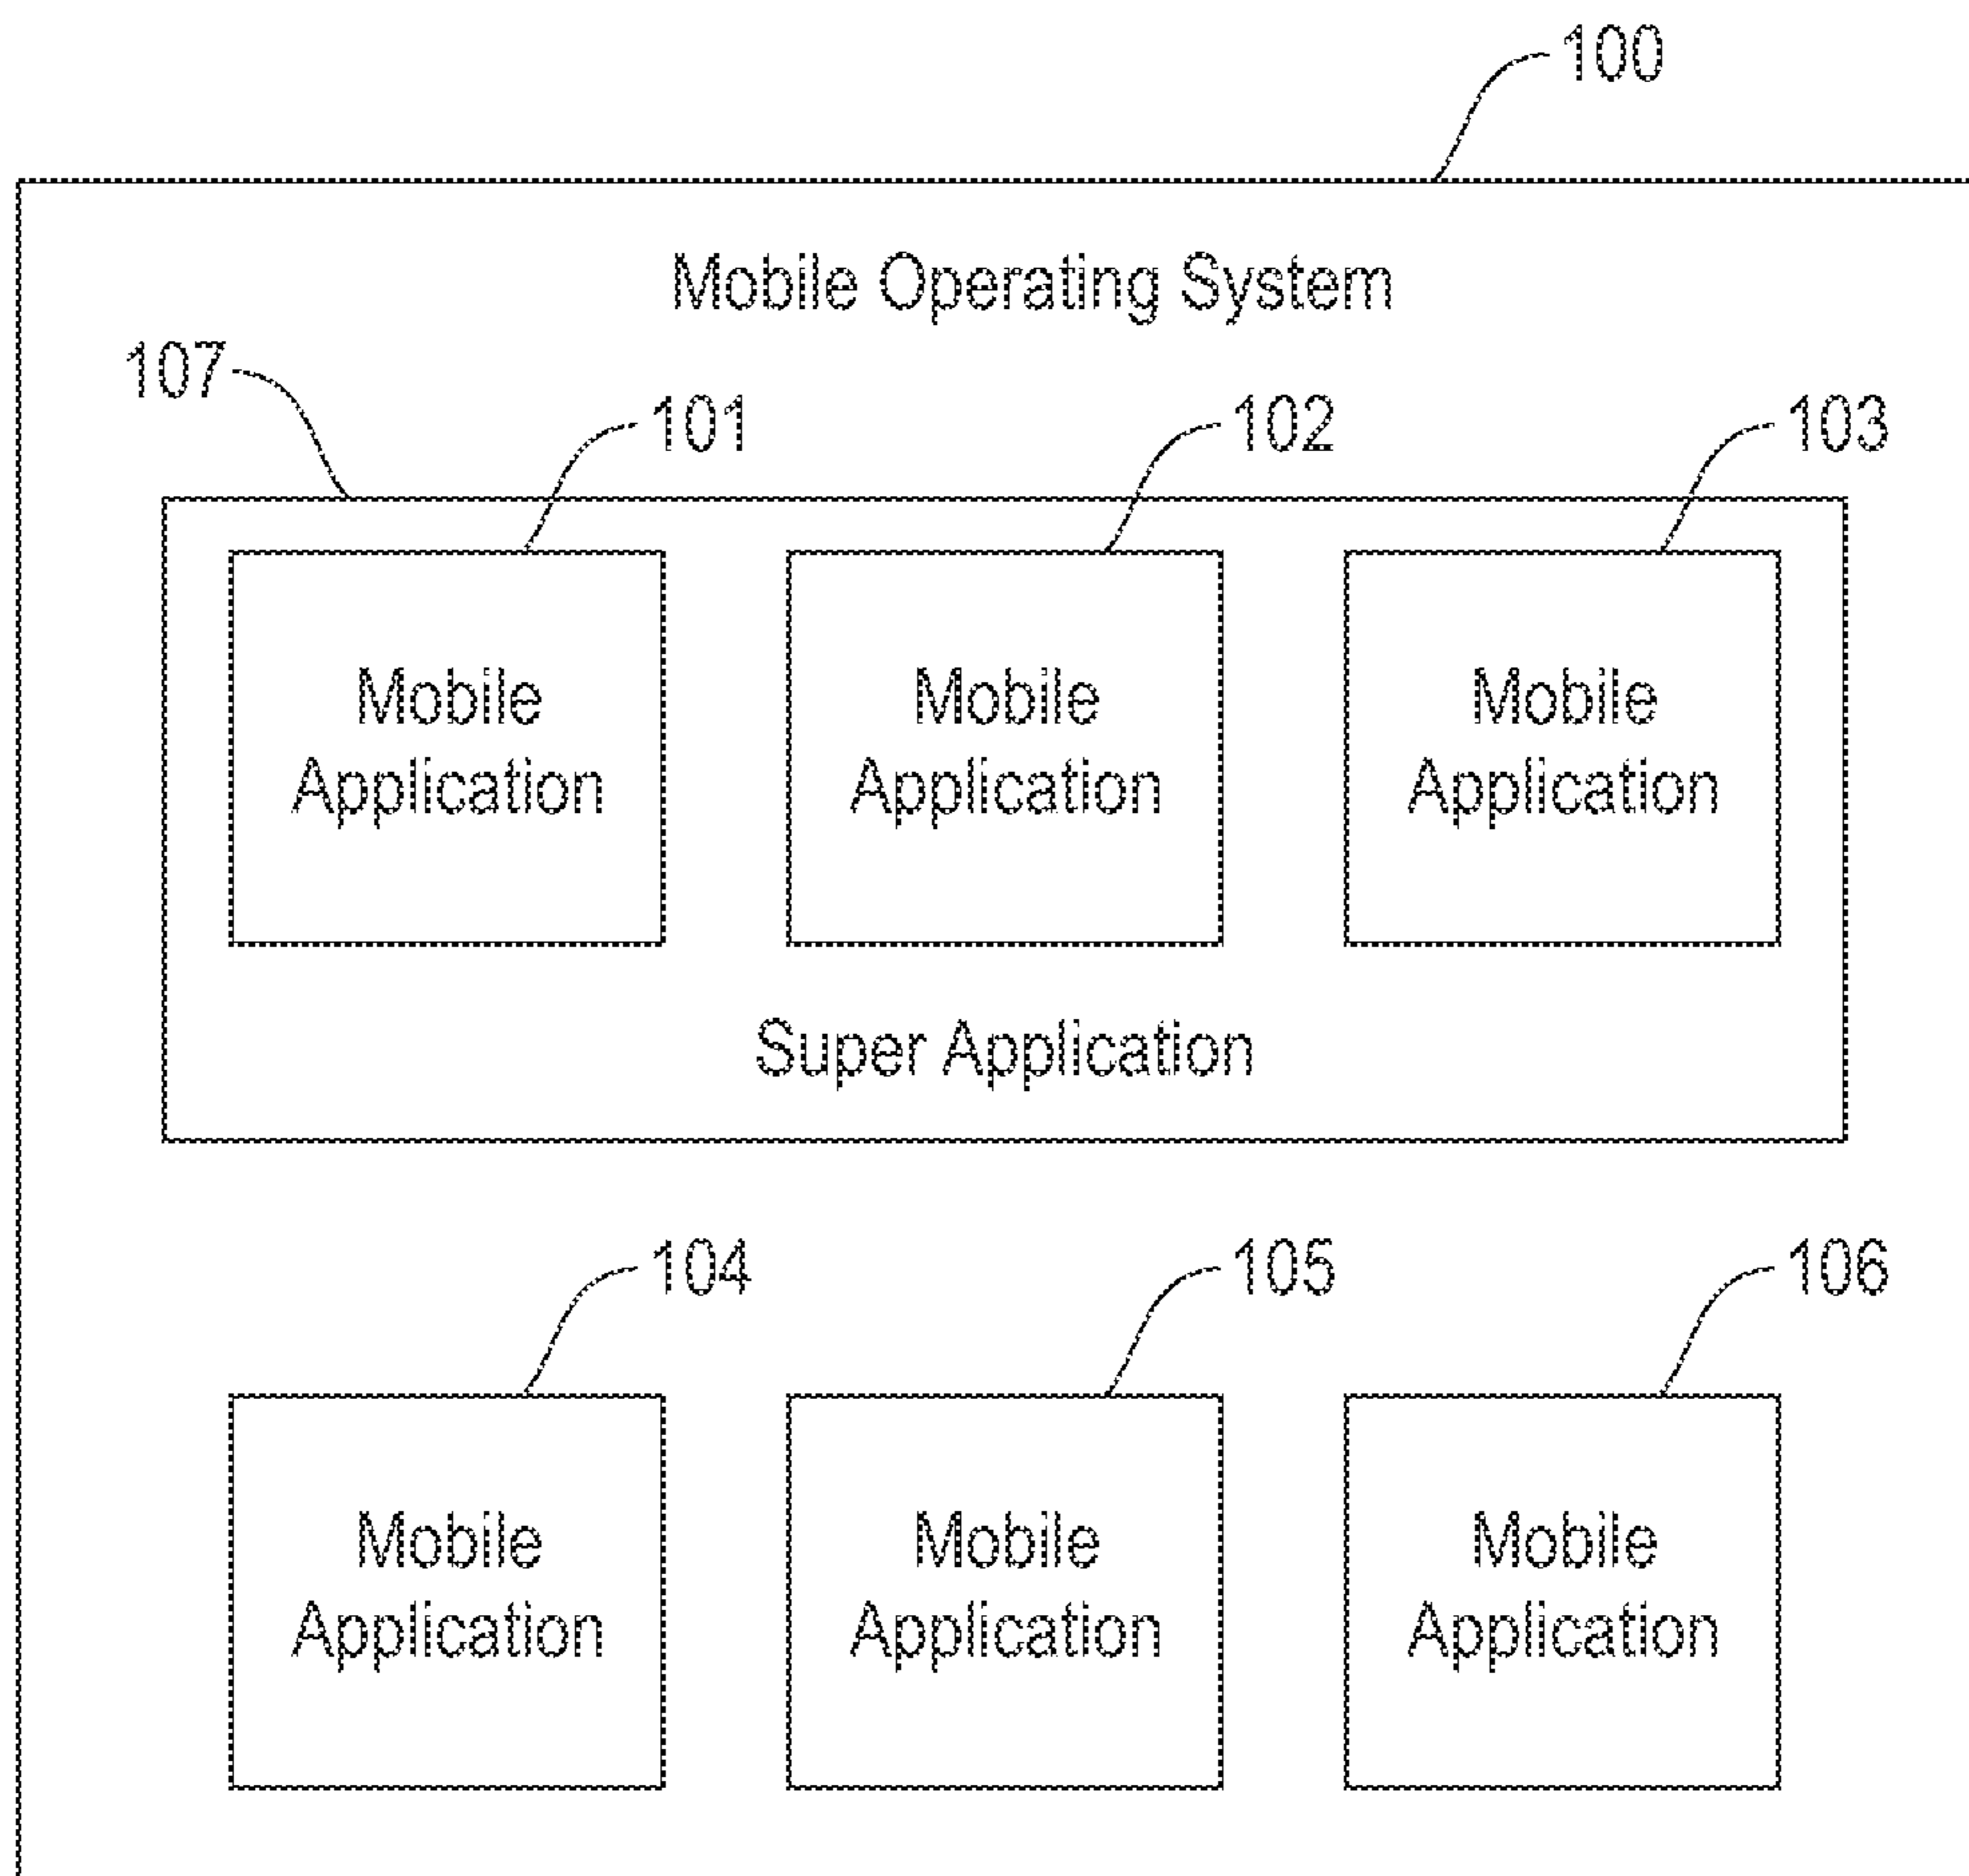 100
Mobile Operating System
107
101 102 103
Mobile Mobile Mobile
Application Application Application
Super Application
104 105 106
Mobile Mobile Mobile
Application Application Application